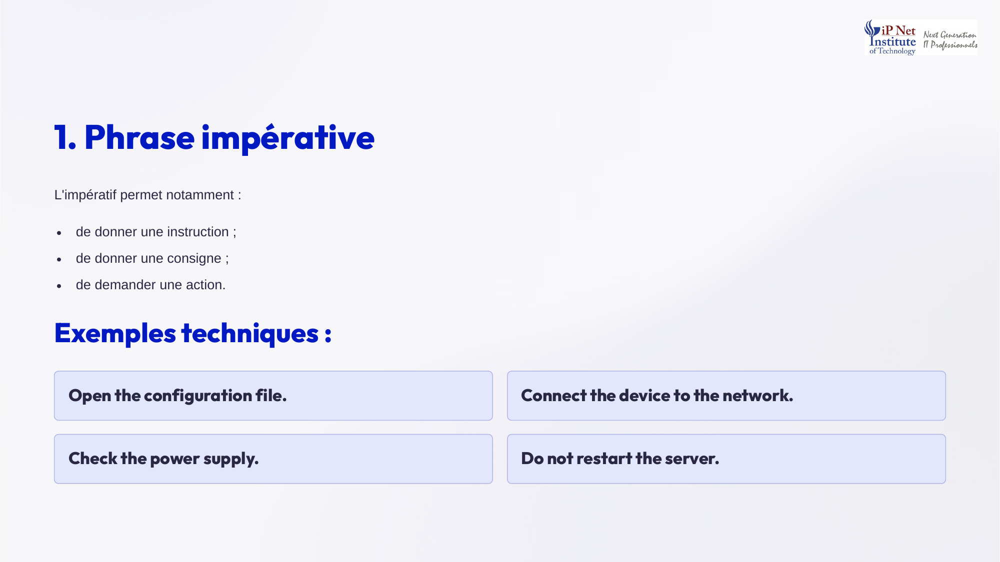 iP Net
Institute
of Technology
Next Generation
IT Professionnels
1. Phrase impérative
L'impératif permet notamment :
• de donner une instruction ;
• de donner une consigne ;
• de demander une action.
Exemples techniques :
Open the configuration file.
Connect the device to the network.
Check the power supply.
Do not restart the server.